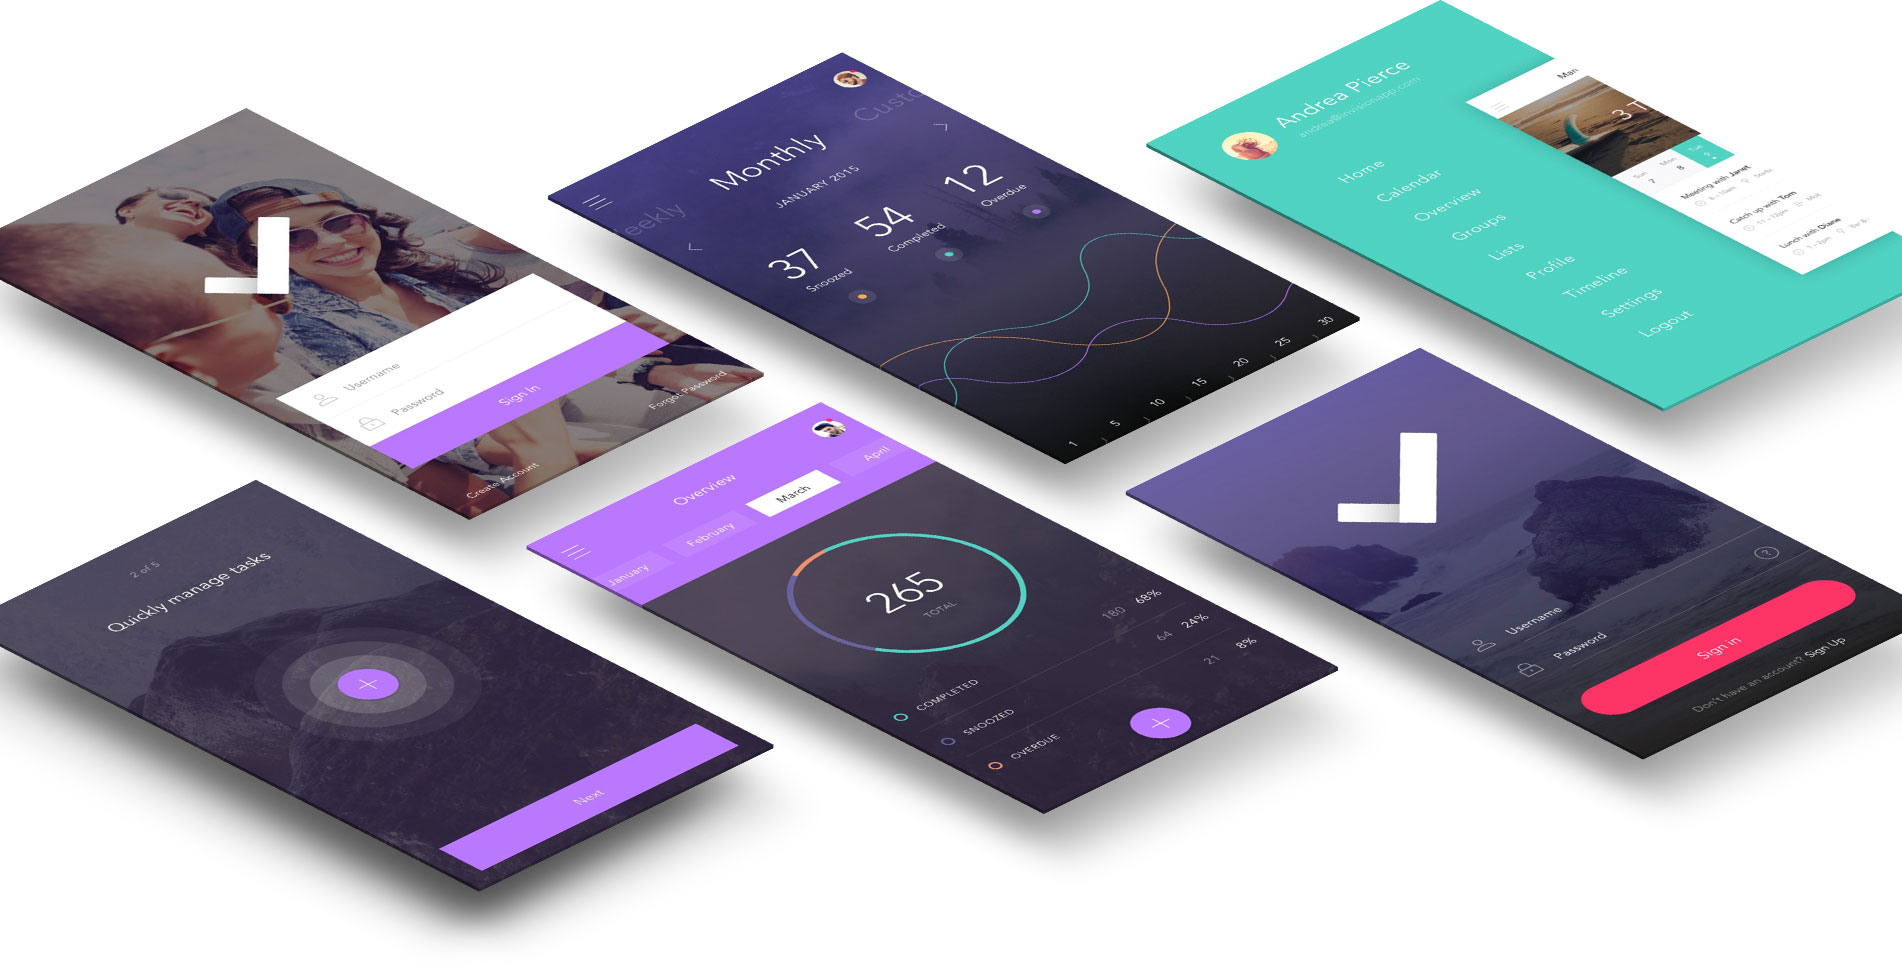 Username
Password
Sign In
Create Account
Forgot Password
Weekly
Monthly
Custo
JANUARY 2015
37
Snoozed
54
Completed
12
Overdue
1 5 10 15 20 25 30
Andrea Pierce
andrea@invisionapp.com
Home
Calendar
Overview
Groups
Lists
Profile
Timeline
Settings
Logout
Man
3 T
Sun
7
Mon
8
Tue
9
Meeting with Janet
Catch up with Tom
Lunch with Diane
2 of 5
Quickly manage tasks
Next
Overview
January
February
March
April
265
TOTAL
COMPLETED 180 68%
SNOOZED 64 24%
OVERDUE 21 8%
Username
?
Password
Sign in
Don't have an account? Sign Up